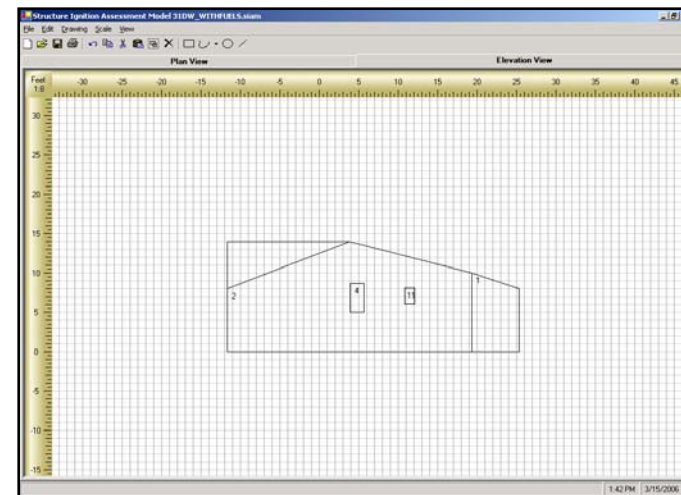 Structure Ignition Assessment Model 31DW_WITHFUELS.siam
File Edit Drawing Scale View
Plan View Elevation View
Feet
1:8
-30 -25 -20 -15 -10 -5 0 5 10 15 20 25 30 35 40 45
30
25
20
15
10
5
0
-5
-10
-15
1
2
4
11
1:42 PM 3/15/2006